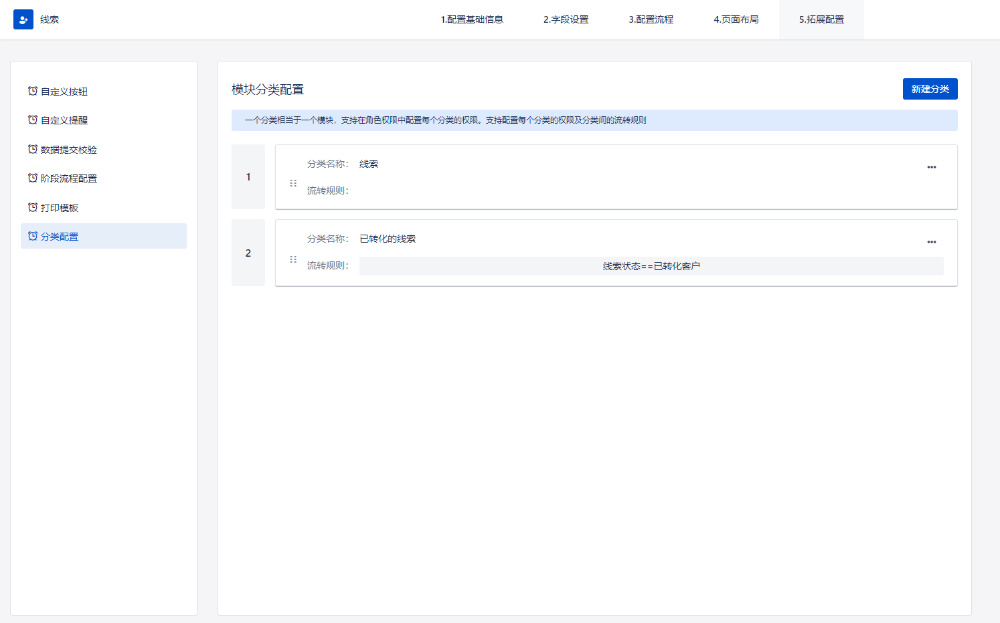 线索
1.配置基础信息
2.字段设置
3.配置流程
4.页面布局
5.拓展配置
自定义按钮
自定义提醒
数据提交校验
阶段流程配置
打印模板
分类配置
模块分类配置
新建分类
一个分类相当于一个模块，支持在角色权限中配置每个分类的权限。支持配置每个分类的权限及分类间的流转规则
1
分类名称： 线索
流转规则：
2
分类名称： 已转化的线索
流转规则： 线索状态==已转化客户